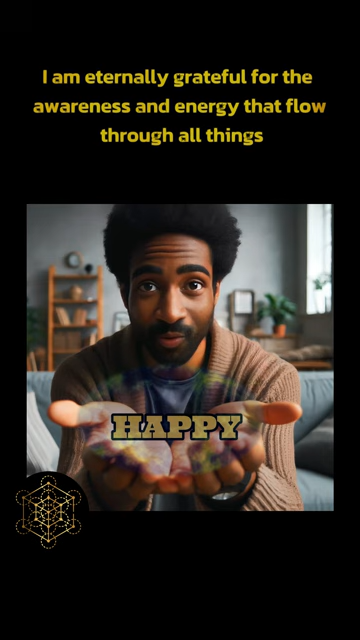 I am eternally grateful for the
awareness and energy that flow
through all things
HAPPY